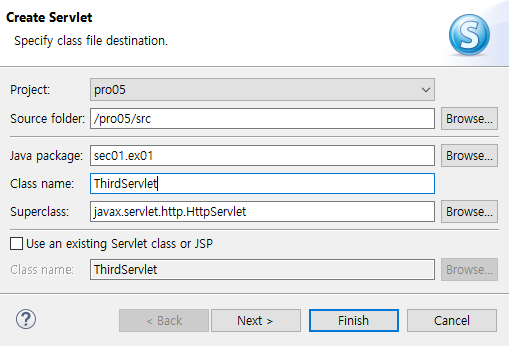 Create Servlet
Specify class file destination.
S
Project: pro05
Source folder: /pro05/src Browse...
Java package: sec01.ex01 Browse...
Class name: ThirdServlet
Superclass: javax.servlet.http.HttpServlet Browse...
Use an existing Servlet class or JSP
Class name: ThirdServlet Browse...
? < Back Next > Finish Cancel